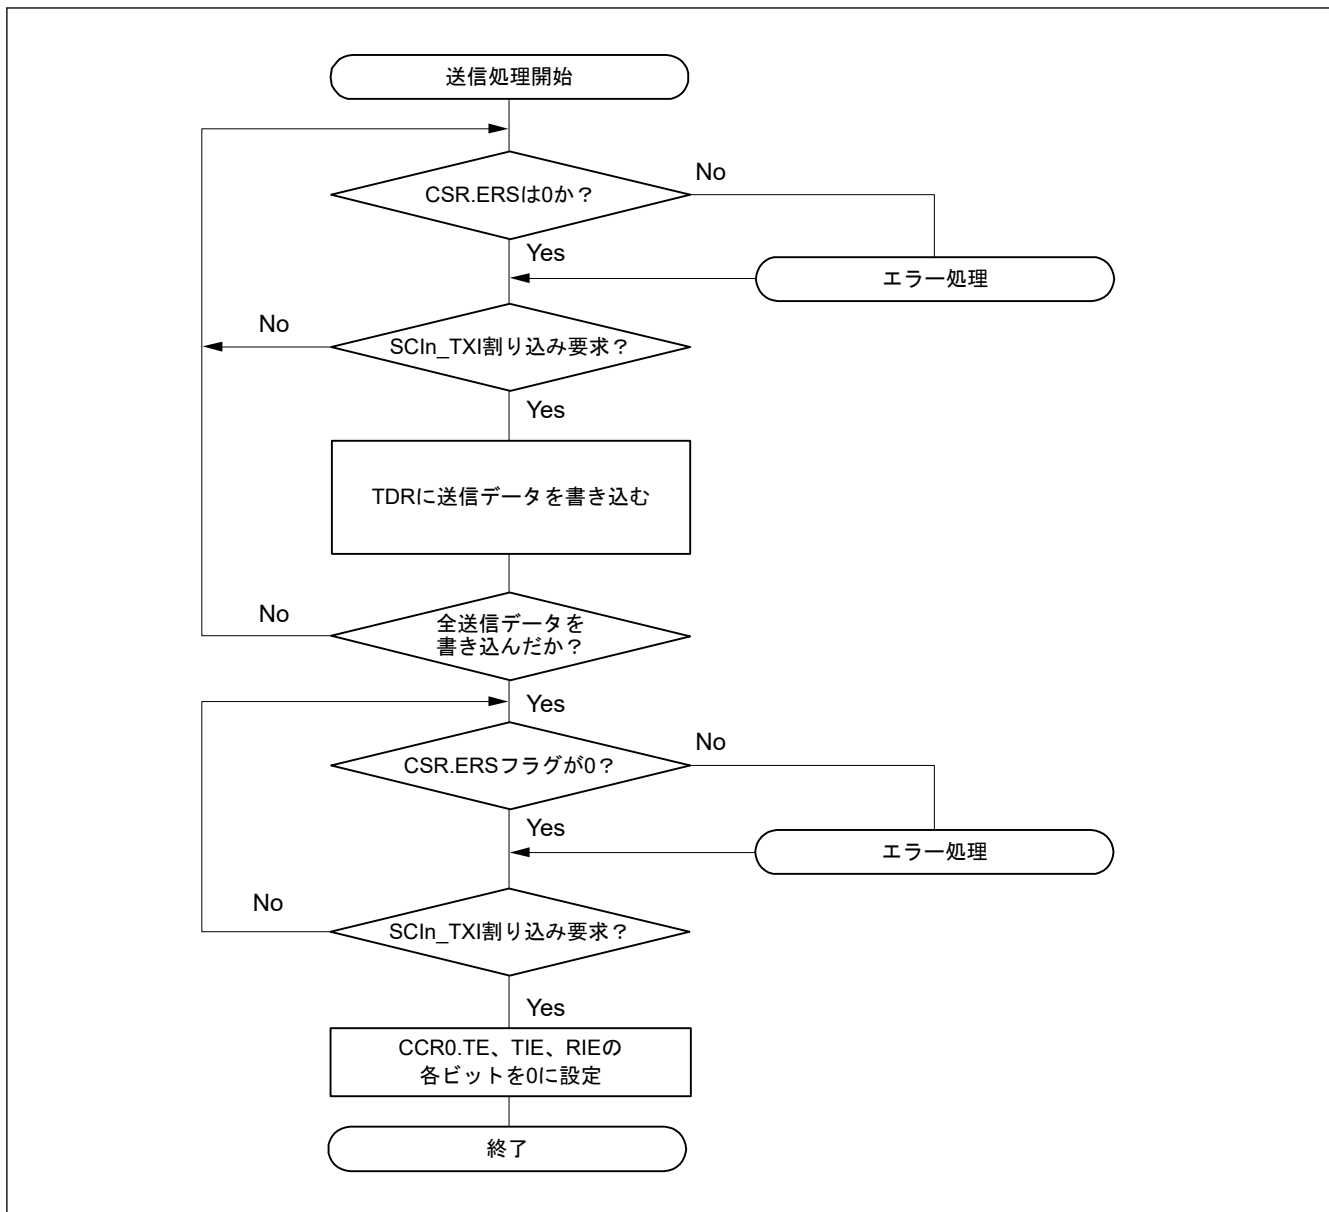 送信処理開始
CSR.ERSは0か？
No
Yes
エラー処理
No
SCIn_TXI割り込み要求？
Yes
TDRに送信データを書き込む
No
全送信データを
書き込んだか？
Yes
CSR.ERSフラグが0？
No
Yes
エラー処理
No
SCIn_TXI割り込み要求？
Yes
CCR0.TE、TIE、RIEの
各ビットを0に設定
終了